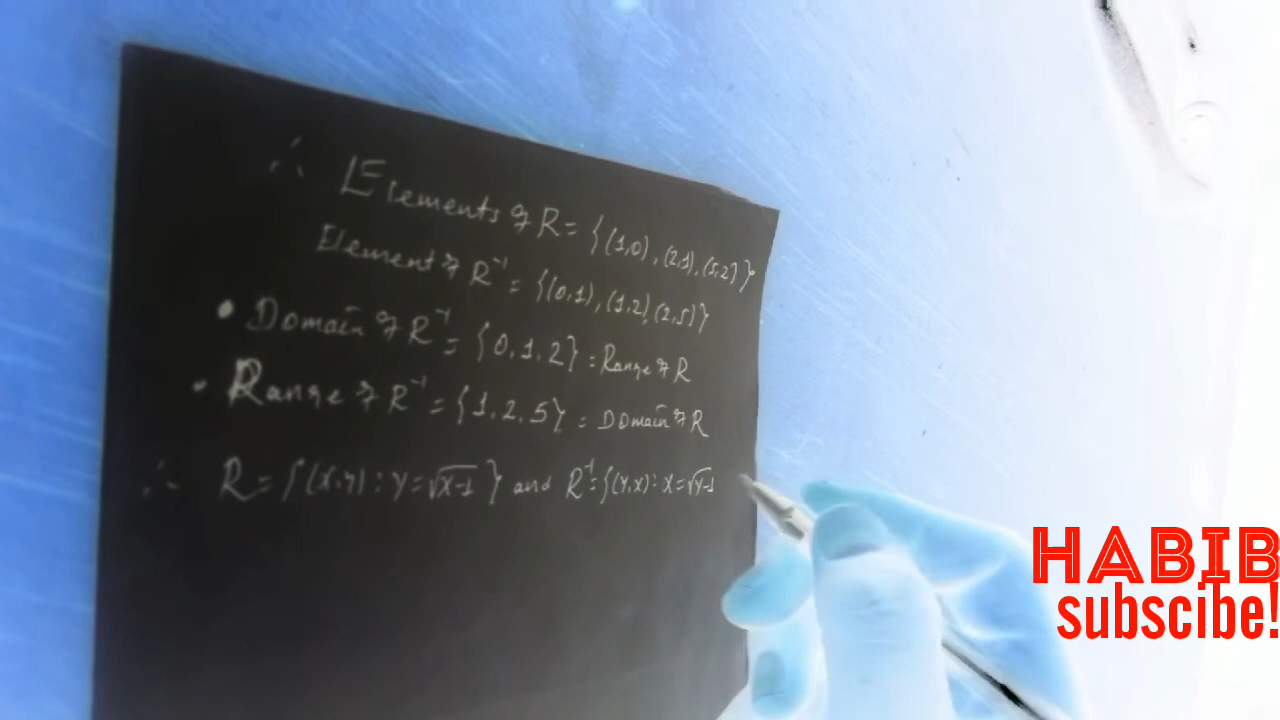 ∴ Elements of R = {(1,0), (2,1), (5,2)}
Element of R⁻¹ = {(0,1), (1,2), (2,5)}
• Domain of R⁻¹ = {0,1,2} = Range of R
• Range of R⁻¹ = {1,2,5} = Domain of R
∴ R = {(x,y) : y = √x-1 } and R⁻¹ = {(y,x) : x = √y-1
HABIB
subscibe!